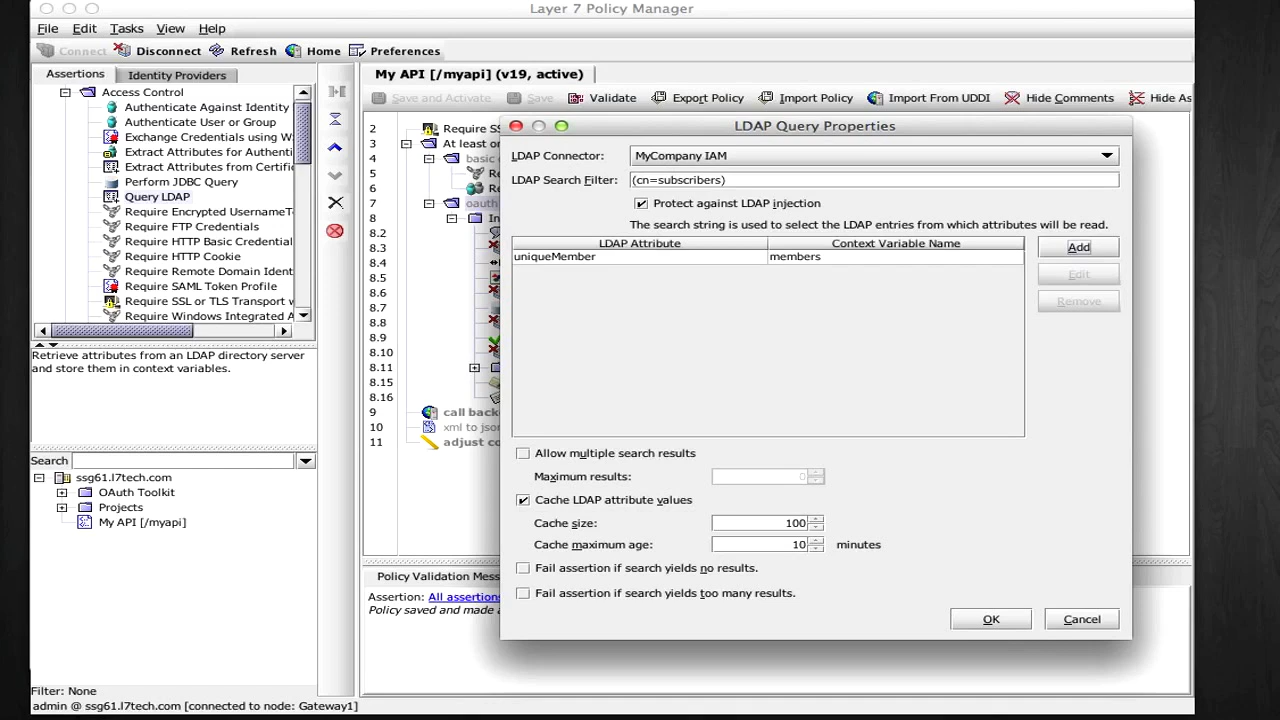 Layer 7 Policy Manager
File Edit Tasks View Help
Connect Disconnect Refresh Home Preferences
Assertions Identity Providers
Access Control
Authenticate Against Identity
Authenticate User or Group
Exchange Credentials using W
Extract Attributes for Authenti
Extract Attributes from Certific
Perform JDBC Query
Query LDAP
Require Encrypted UsernameT
Require FTP Credentials
Require HTTP Basic Credential
Require HTTP Cookie
Require Remote Domain Ident
Require SAML Token Profile
Require SSL or TLS Transport w
Require Windows Integrated A
Retrieve attributes from an LDAP directory server
and store them in context variables.
Search
ssg61.l7tech.com
OAuth Toolkit
Projects
My API [/myapi]
Filter: None
admin @ ssg61.l7tech.com [connected to node: Gateway1]
My API [/myapi] (v19, active)
Save and Activate Save Validate Export Policy Import Policy Import From UDDI Hide Comments Hide As
2 Require SS
3 At least or
4 basic
5 Re
6 Re
7 oauth
8 In
8.2
8.3
8.4
8.5
8.6
8.7
8.8
8.9
8.10
8.11
8.15
8.16
9 call back
10 xml to json
11 adjust co
Policy Validation Mess
Assertion: All assertions
Policy saved and made a
LDAP Query Properties
LDAP Connector: MyCompany IAM
LDAP Search Filter: (cn=subscribers)
Protect against LDAP injection
The search string is used to select the LDAP entries from which attributes will be read.
LDAP Attribute Context Variable Name
uniqueMember members
Add
Edit
Remove
Allow multiple search results
Maximum results: 0
Cache LDAP attribute values
Cache size: 100
Cache maximum age: 10 minutes
Fail assertion if search yields no results.
Fail assertion if search yields too many results.
OK Cancel